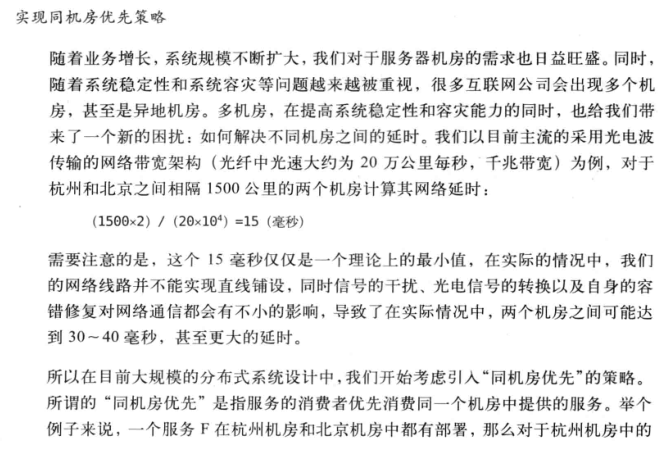 实现同机房优先策略
随着业务增长，系统规模不断扩大，我们对于服务器机房的需求也日益旺盛。同时，
随着系统稳定性和系统容灾等问题越来越被重视，很多互联网公司会出现多个机
房，甚至是异地机房。多机房，在提高系统稳定性和容灾能力的同时，也给我们带
来了一个新的困扰：如何解决不同机房之间的延时。我们以目前主流的采用光电波
传输的网络带宽架构（光纤中光速大约为 20 万公里每秒，千兆带宽）为例，对于
杭州和北京之间相隔 1500 公里的两个机房计算其网络延时：
(1500×2) / (20×10⁴) =15（毫秒）
需要注意的是，这个 15 毫秒仅仅是一个理论上的最小值，在实际的情况中，我们
的网络线路并不能实现直线铺设，同时信号的干扰、光电信号的转换以及自身的容
错修复对网络通信都会有不小的影响，导致了在实际情况中，两个机房之间可能达
到 30～40 毫秒，甚至更大的延时。
所以在目前大规模的分布式系统设计中，我们开始考虑引入“同机房优先”的策略。
所谓的“同机房优先”是指服务的消费者优先消费同一个机房中提供的服务。举个
例子来说，一个服务 F 在杭州机房和北京机房中都有部署，那么对于杭州机房中的